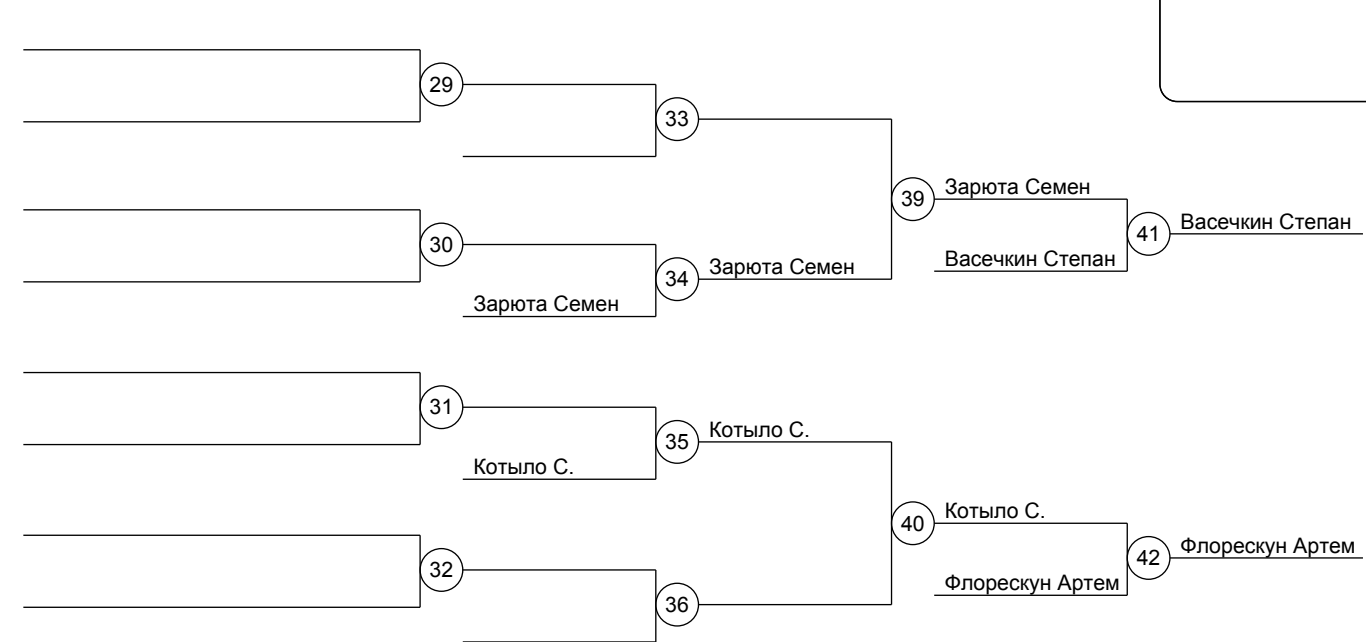 29
33
39
Зарюта Семен
Васечкин Степан
41
Васечкин Степан
30
34
Зарюта Семен
Зарюта Семен
31
35
Котыло С.
Котыло С.
40
Котыло С.
Флорескун Артем
42
Флорескун Артем
32
36